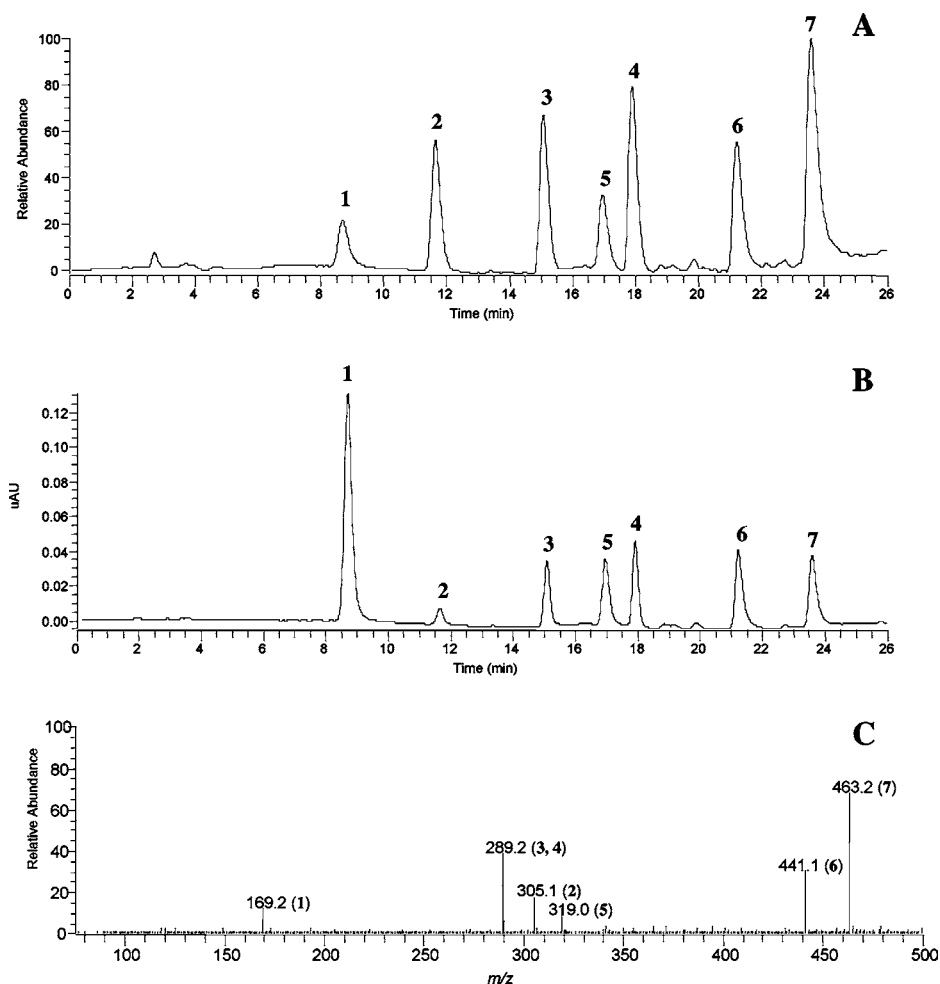 A
7
4
3
2
6
5
1
100
80
60
40
20
0
Relative Abundance
0 2 4 6 8 10 12 14 16 18 20 22 24 26
Time (min)
B
1
0.12
0.10
0.08
0.06
0.04
0.02
0.00
uAU
2
3
5
4
6
7
0 2 4 6 8 10 12 14 16 18 20 22 24 26
Time (min)
C
100
80
60
40
20
0
Relative Abundance
463.2 (7)
289.2 (3, 4)
441.1 (6)
305.1 (2)
169.2 (1)
319.0 (5)
100 150 200 250 300 350 400 450 500
m/z